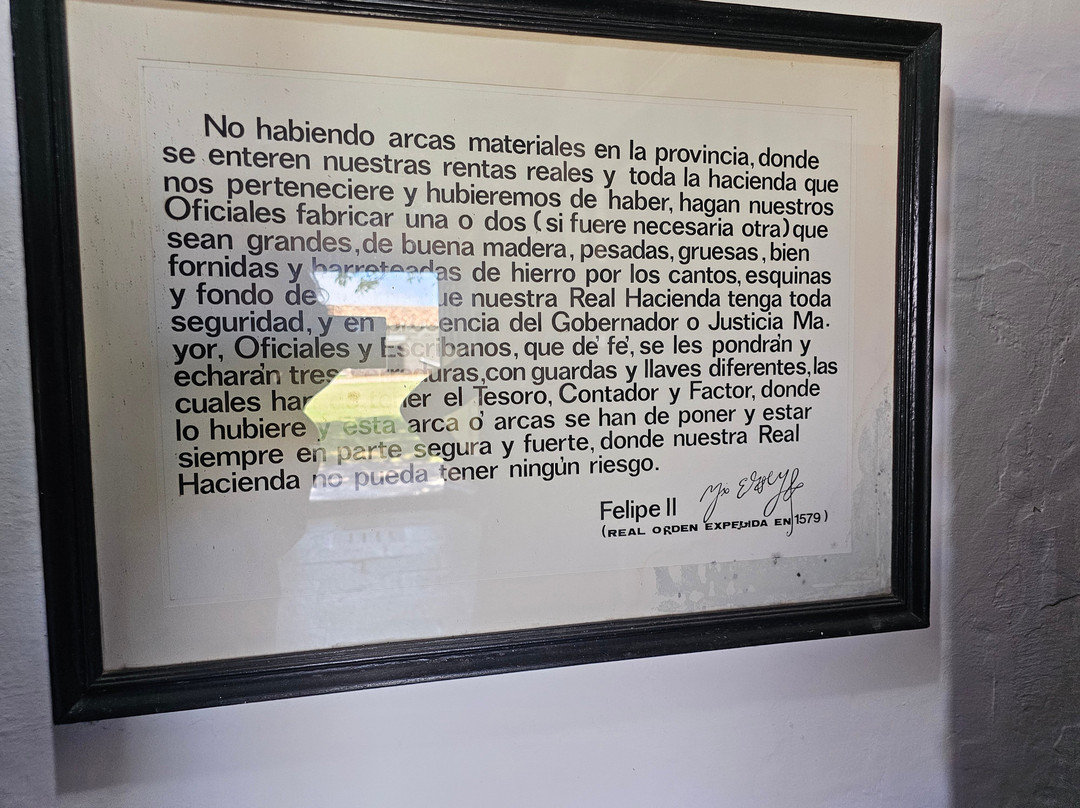 No habiendo arcas materiales en la provincia, donde
se enteren nuestras rentas reales y toda la hacienda que
nos perteneciere y hubieremos de haber, hagan nuestros
Oficiales fabricar una o dos (si fuere necesaria otra) que
sean grandes, de buena madera, pesadas, gruesas, bien
fornidas y barreteadas de hierro por los cantos, esquinas
y fondo de nuestra Real Hacienda tenga toda
seguridad, y en del Gobernador o Justicia Ma-
yor, Oficiales y Escribanos, que de' fe', se les pondrán y
echarán tres con guardas y llaves diferentes, las
cuales el Tesoro, Contador y Factor, donde
lo hubiere y esta arca o' arcas se han de poner y estar
siempre en parte segura y fuerte, donde nuestra Real
Hacienda no pueda tener ningún riesgo.
Felipe II
(REAL ORDEN EXPEDIDA EN 1579)